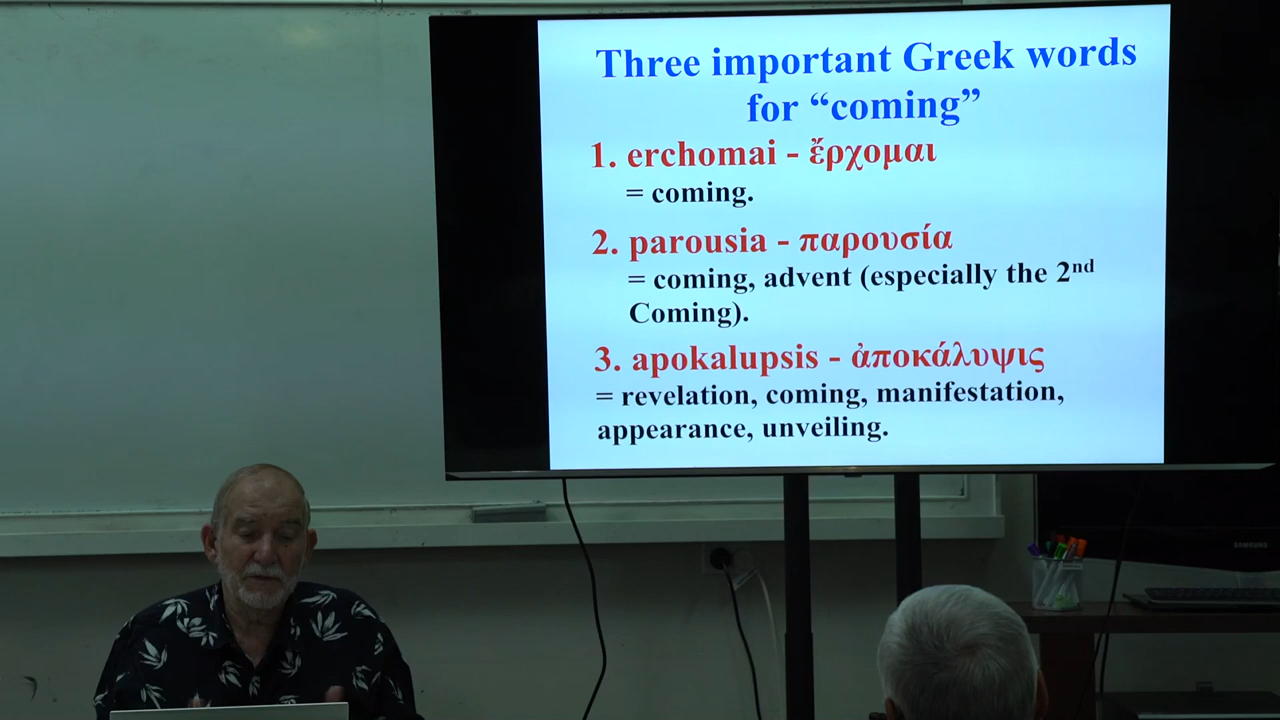 Three important Greek words
for “coming”
1. erchomai - ἔρχομαι
= coming.
2. parousia - παρουσία
= coming, advent (especially the 2nd
Coming).
3. apokalupsis - ἀποκάλυψις
= revelation, coming, manifestation,
appearance, unveiling.
SAMSUNG